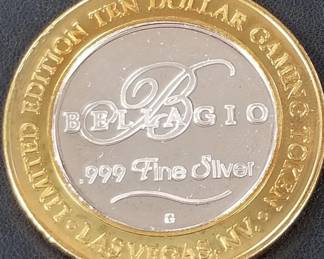 LIMITED EDITION TEN DOLLAR GAMING TOKEN
B
BELLAGIO
.999 Fine Silver
G
LAS VEGAS, NV.